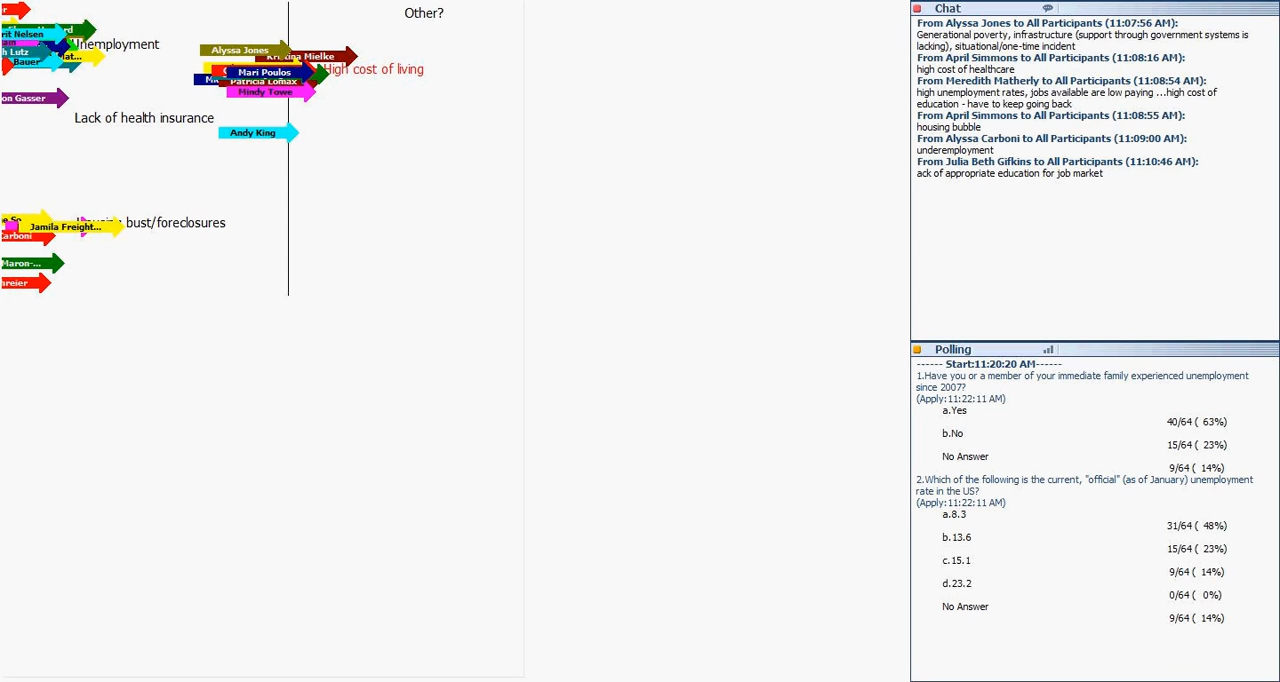 Other?
Nelsen
Unemployment
Lutz
Bauer
Alyssa Jones
Mielke
High cost of living
Mari Poulos
Patricia Lomax
Mindy Towe
on Gasser
Lack of health insurance
Andy King
Jamila Freight...
bust/foreclosures
Carboni
Maron-...
hreier
Chat
From Alyssa Jones to All Participants (11:07:56 AM):
Generational poverty, infrastructure (support through government systems is
lacking), situational/one-time incident
From April Simmons to All Participants (11:08:16 AM):
high cost of healthcare
From Meredith Matherly to All Participants (11:08:54 AM):
high unemployment rates, jobs available are low paying ...high cost of
education - have to keep going back
From April Simmons to All Participants (11:08:55 AM):
housing bubble
From Alyssa Carboni to All Participants (11:09:00 AM):
underemployment
From Julia Beth Gifkins to All Participants (11:10:46 AM):
ack of appropriate education for job market
Polling
------ Start:11:20:20 AM------
1.Have you or a member of your immediate family experienced unemployment
since 2007?
(Apply:11:22:11 AM)
a.Yes
40/64 ( 63%)
b.No
15/64 ( 23%)
No Answer
9/64 ( 14%)
2.Which of the following is the current, "official" (as of January) unemployment
rate in the US?
(Apply:11:22:11 AM)
a.8.3
31/64 ( 48%)
b.13.6
15/64 ( 23%)
c.15.1
9/64 ( 14%)
d.23.2
0/64 ( 0%)
No Answer
9/64 ( 14%)